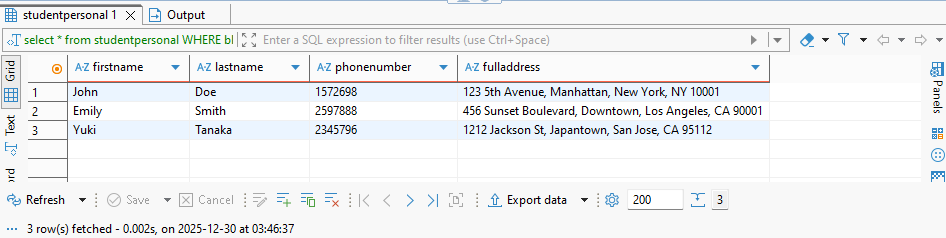 studentpersonal 1 Output
select * from studentpersonal WHERE bl Enter a SQL expression to filter results (use Ctrl+Space)
Grid
Text
Panels
A-Z firstname A-Z lastname A-Z phonenumber A-Z fulladdress
1 John Doe 1572698 123 5th Avenue, Manhattan, New York, NY 10001
2 Emily Smith 2597888 456 Sunset Boulevard, Downtown, Los Angeles, CA 90001
3 Yuki Tanaka 2345796 1212 Jackson St, Japantown, San Jose, CA 95112
Refresh Save Cancel Export data 200 3
3 row(s) fetched - 0.002s, on 2025-12-30 at 03:46:37